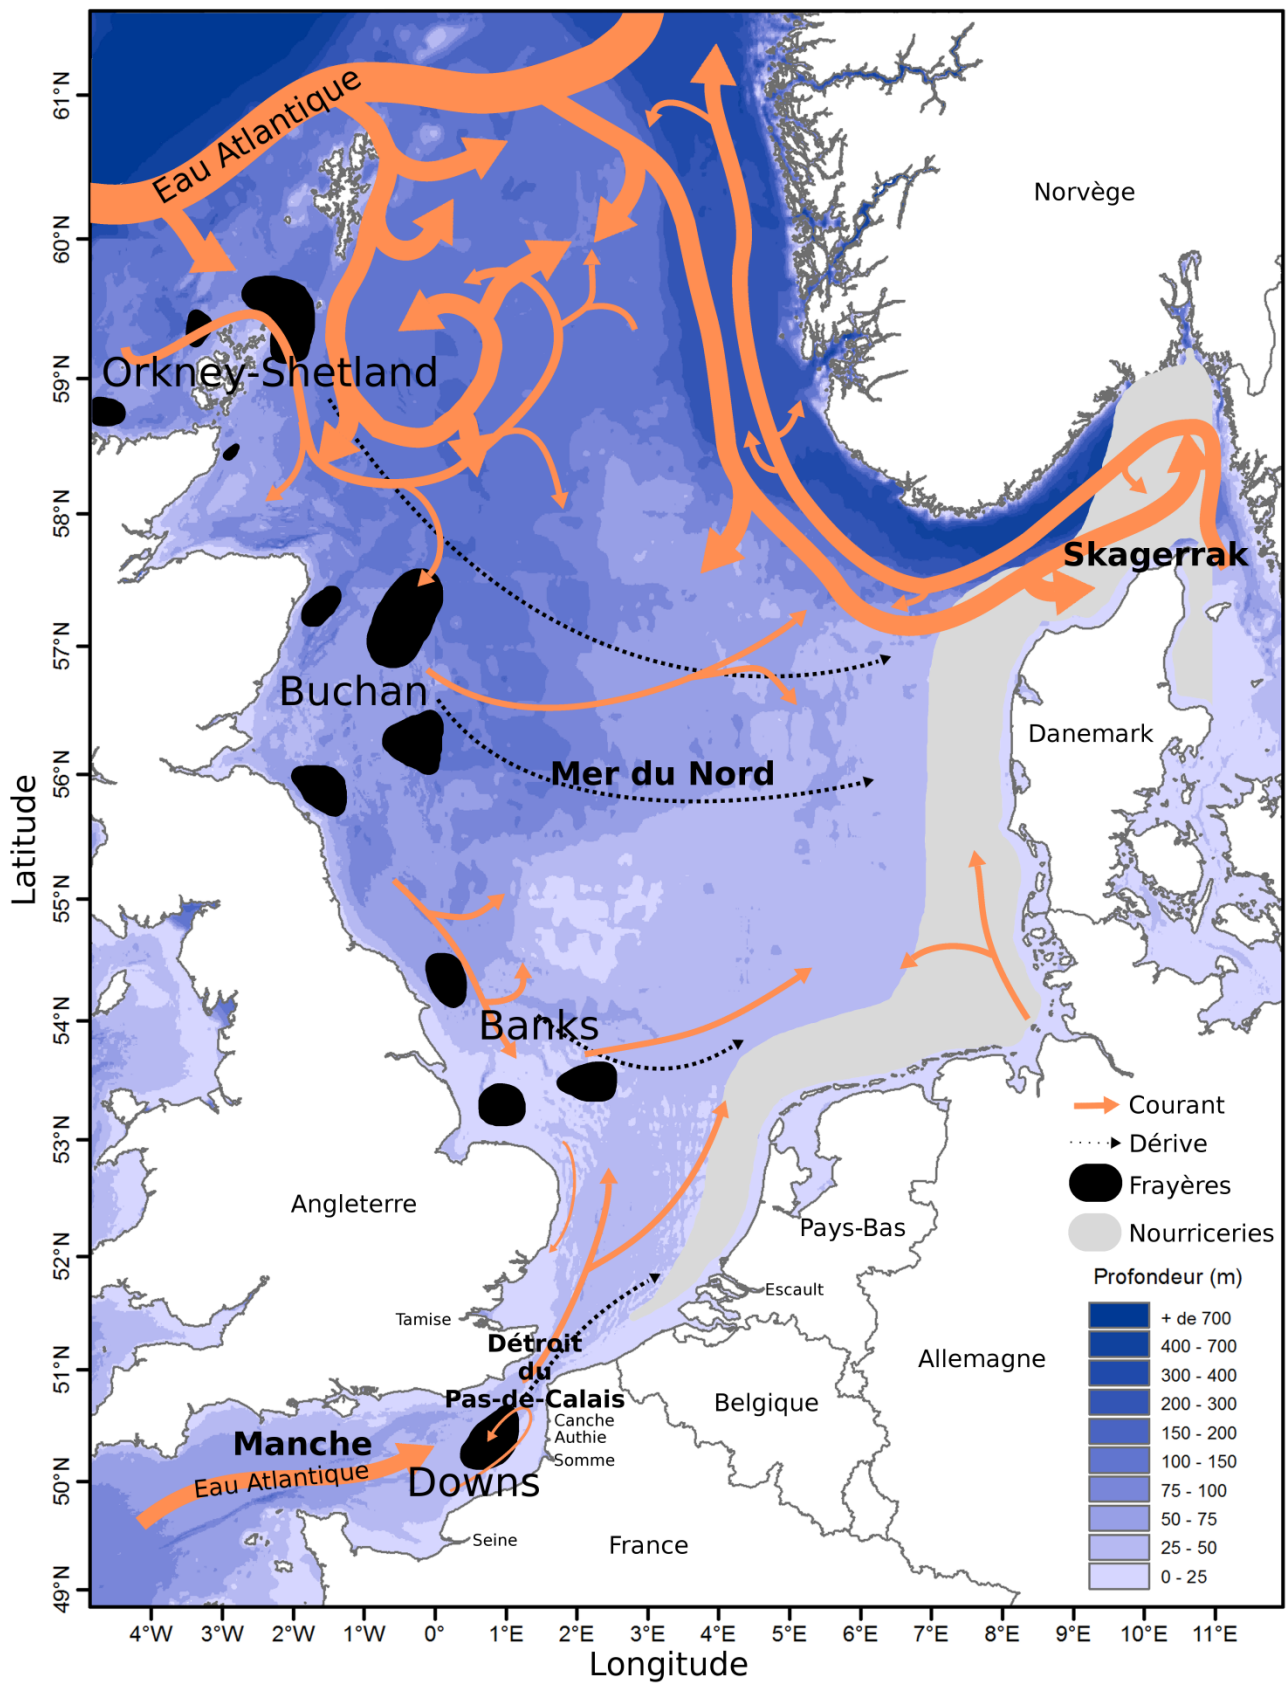 61°N
60°N
59°N
58°N
57°N
56°N
55°N
54°N
53°N
52°N
51°N
50°N
49°N
Latitude
Eau Atlantique
Norvège
Orkney-Shetland
Skagerrak
Buchan
Danemark
Mer du Nord
Banks
Angleterre
Pays-Bas
Escault
Tamise
Détroit
du
Pas-de-Calais
Allemagne
Belgique
Canche
Authie
Somme
Manche
Eau Atlantique
Downs
Seine
France
Courant
Dérive
Frayères
Nourriceries
Profondeur (m)
+ de 700
400 - 700
300 - 400
200 - 300
150 - 200
100 - 150
75 - 100
50 - 75
25 - 50
0 - 25
4°W
3°W
2°W
1°W
0°
1°E
2°E
3°E
4°E
5°E
6°E
7°E
8°E
9°E
10°E
11°E
Longitude